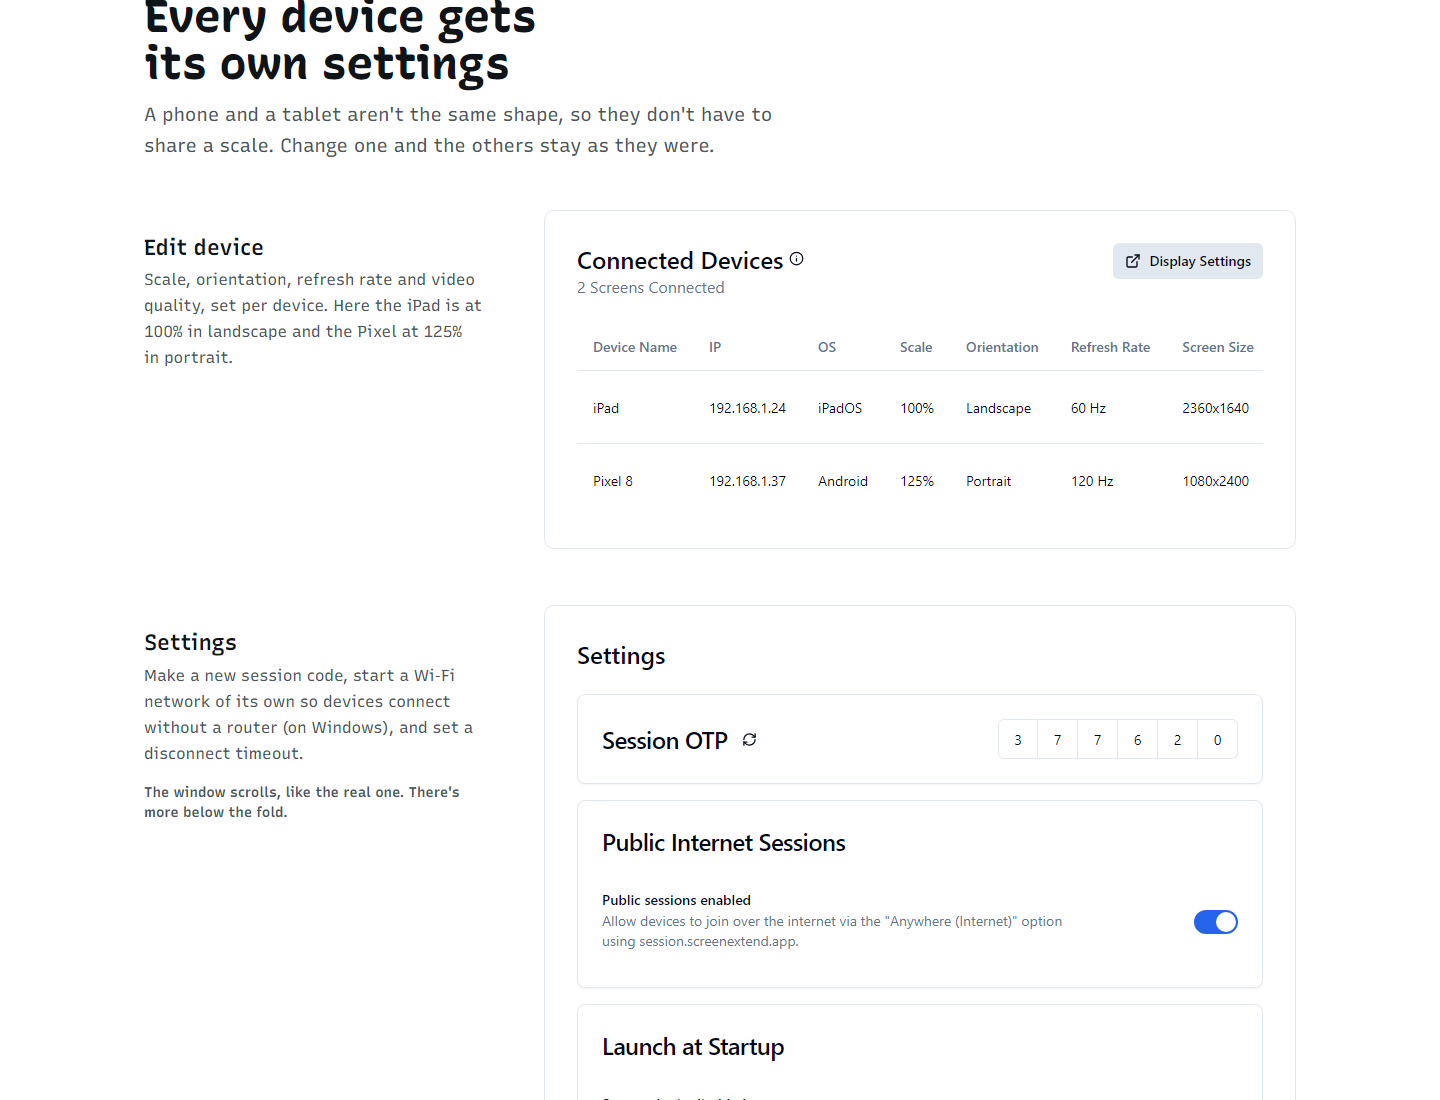 Every device gets
its own settings
A phone and a tablet aren't the same shape, so they don't have to
share a scale. Change one and the others stay as they were.
Edit device
Scale, orientation, refresh rate and video
quality, set per device. Here the iPad is at
100% in landscape and the Pixel at 125%
in portrait.
Connected Devices
2 Screens Connected
Display Settings
Device Name IP OS Scale Orientation Refresh Rate Screen Size
iPad 192.168.1.24 iPadOS 100% Landscape 60 Hz 2360x1640
Pixel 8 192.168.1.37 Android 125% Portrait 120 Hz 1080x2400
Settings
Make a new session code, start a Wi-Fi
network of its own so devices connect
without a router (on Windows), and set a
disconnect timeout.
The window scrolls, like the real one. There's
more below the fold.
Settings
Session OTP 3 7 7 6 2 0
Public Internet Sessions
Public sessions enabled
Allow devices to join over the internet via the "Anywhere (Internet)" option
using session.screenextend.app.
Launch at Startup